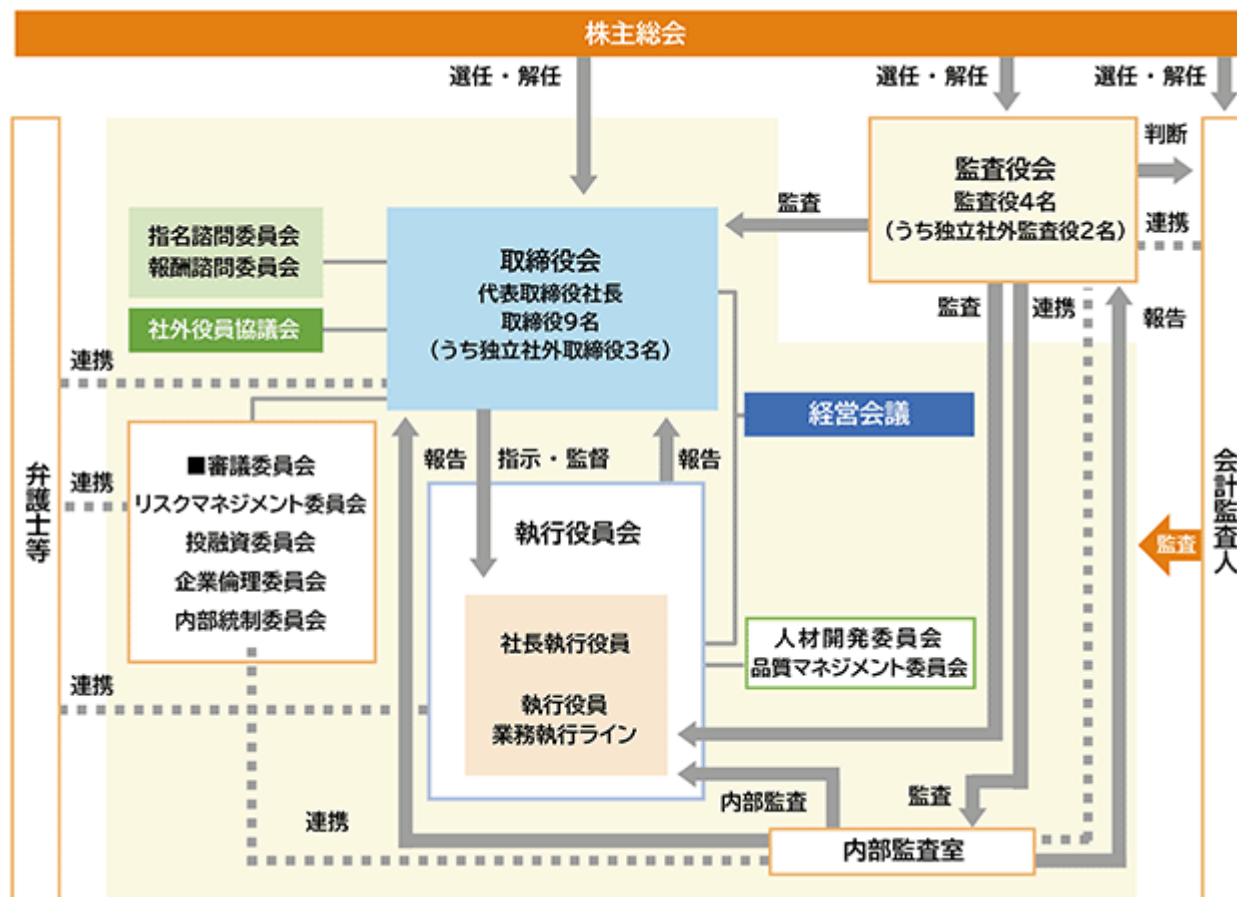 株主総会
選任・解任
選任・解任
選任・解任
監査役会
監査役4名
(うち独立社外監査役2名)
判断
連携
監査
指名諮問委員会
報酬諮問委員会
社外役員協議会
取締役会
代表取締役社長
取締役9名
(うち独立社外取締役3名)
監査
連携
報告
連携
経営会議
弁護士等
連携
■審議委員会
リスクマネジメント委員会
投融資委員会
企業倫理委員会
内部統制委員会
報告
指示・監督
報告
会計監査人
監査
執行役員会
社長執行役員
執行役員
業務執行ライン
人材開発委員会
品質マネジメント委員会
連携
内部監査
監査
連携
内部監査室